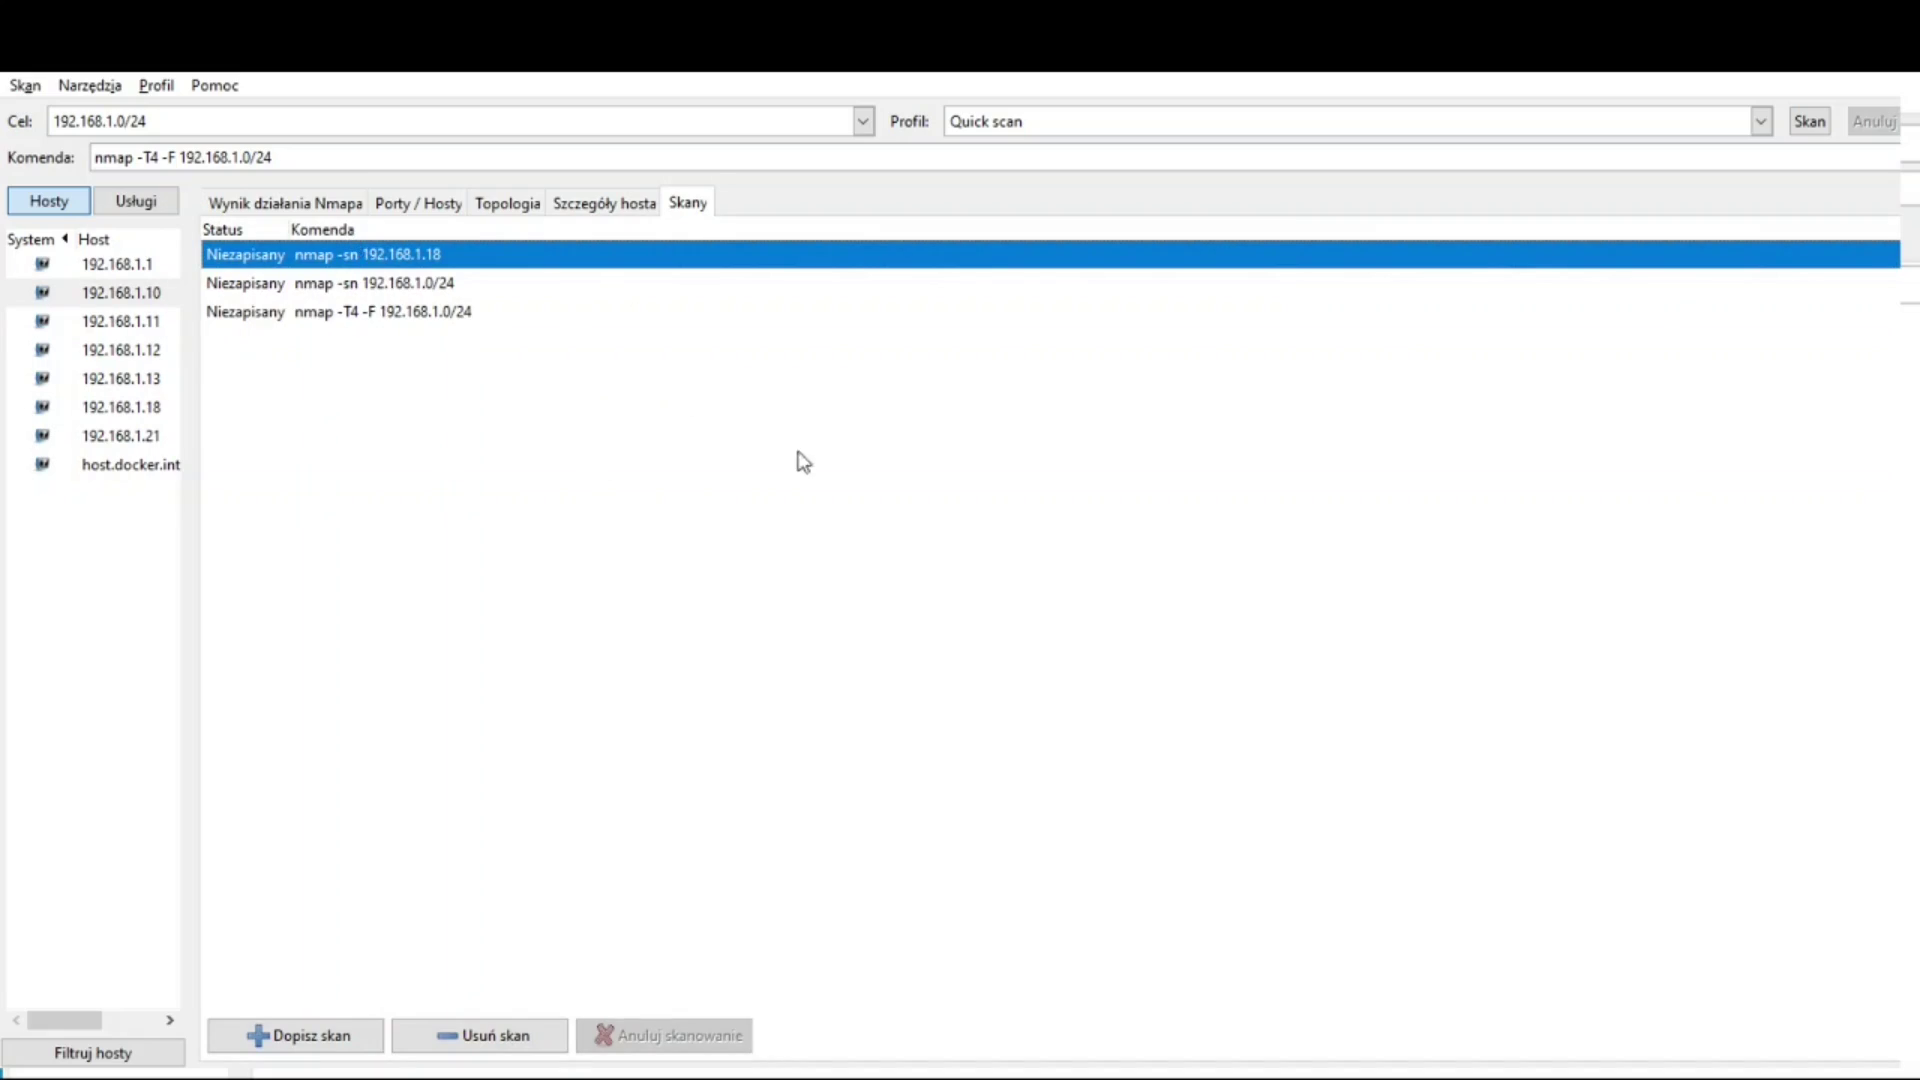 Skan Narzędzia Profil Pomoc
Cel: 192.168.1.0/24 Profil: Quick scan Skan Anuluj
Komenda: nmap -T4 -F 192.168.1.0/24
Hosty Usługi Wynik działania Nmapa Porty / Hosty Topologia Szczegóły hosta Skany
Status Komenda
System Host
Niezapisany nmap -sn 192.168.1.18
Niezapisany nmap -sn 192.168.1.0/24
Niezapisany nmap -T4 -F 192.168.1.0/24
192.168.1.1
192.168.1.10
192.168.1.11
192.168.1.12
192.168.1.13
192.168.1.18
192.168.1.21
host.docker.int
Dopisz skan Usuń skan Anuluj skanowanie
Filtruj hosty